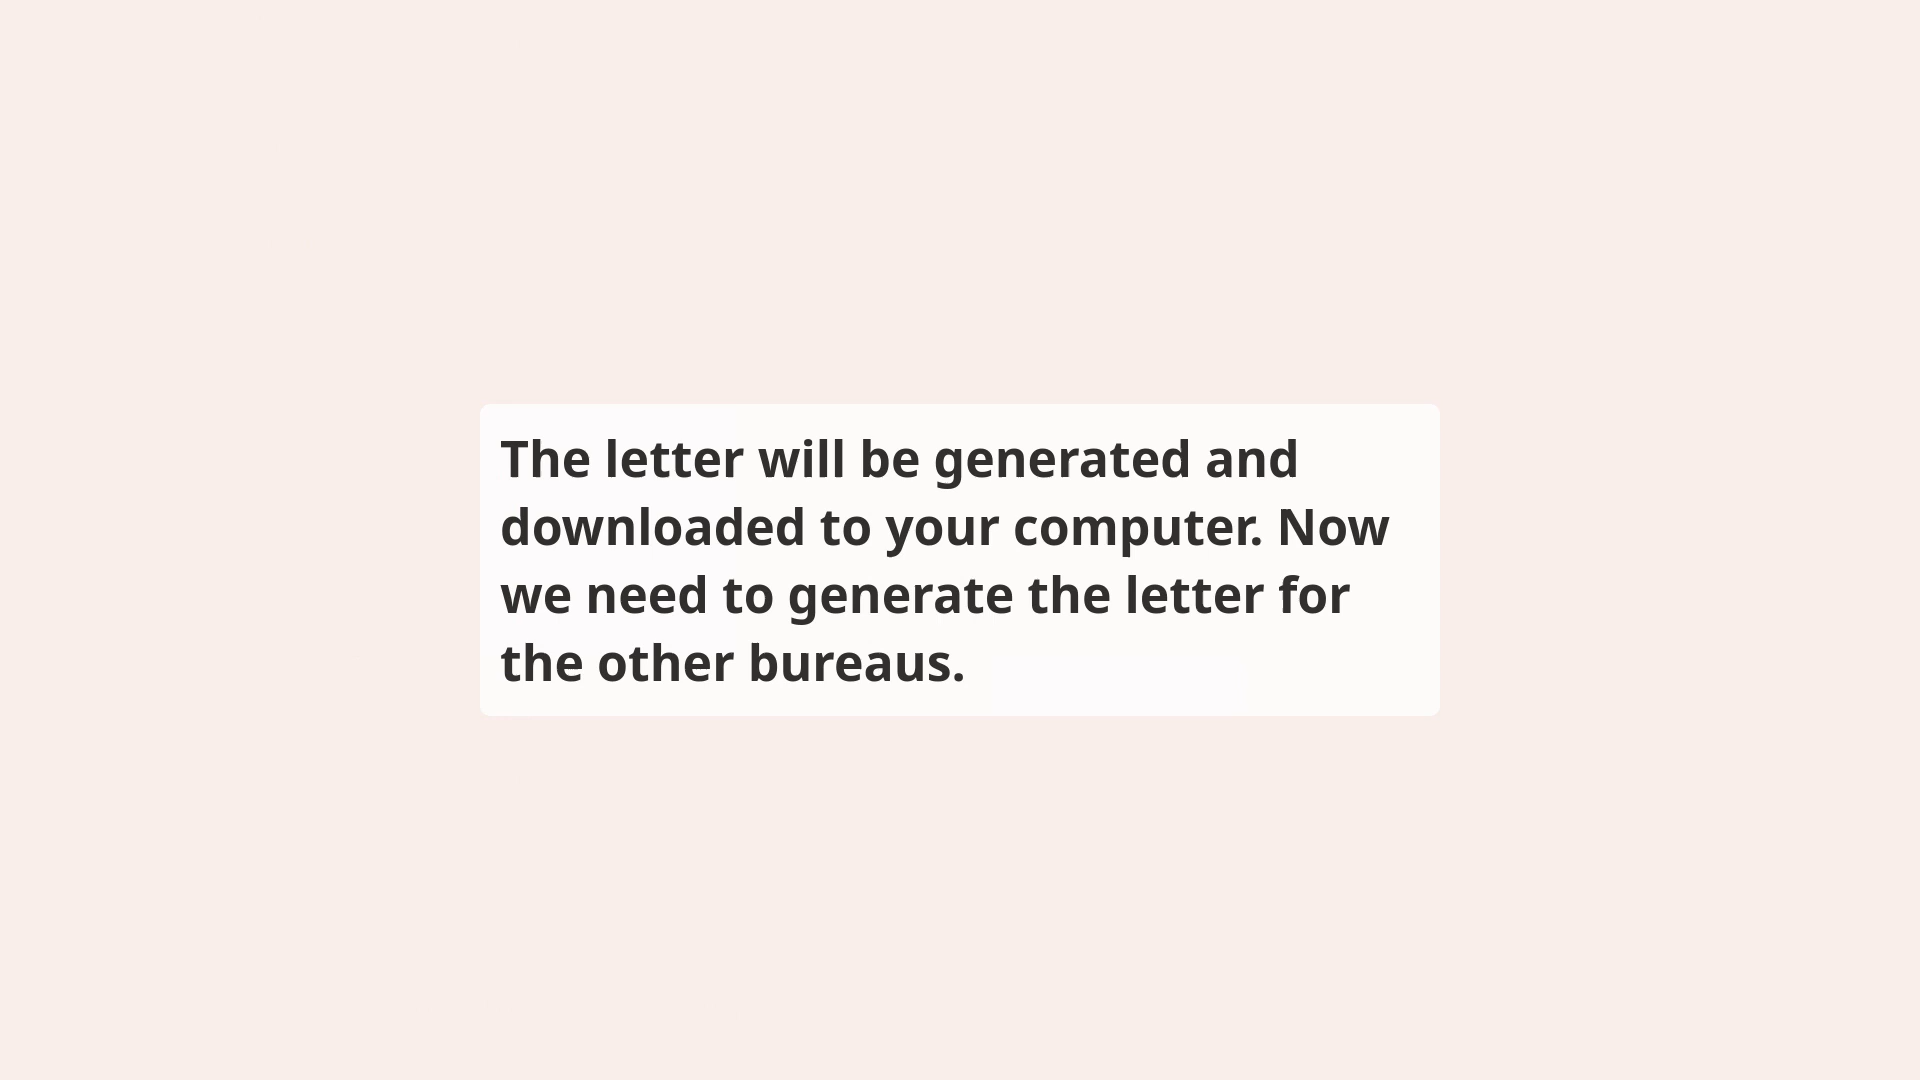 The letter will be generated and
downloaded to your computer. Now
we need to generate the letter for
the other bureaus.